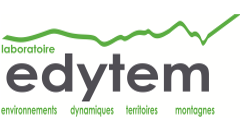 laboratoire
edytem
environnements dynamiques territoires montagnes